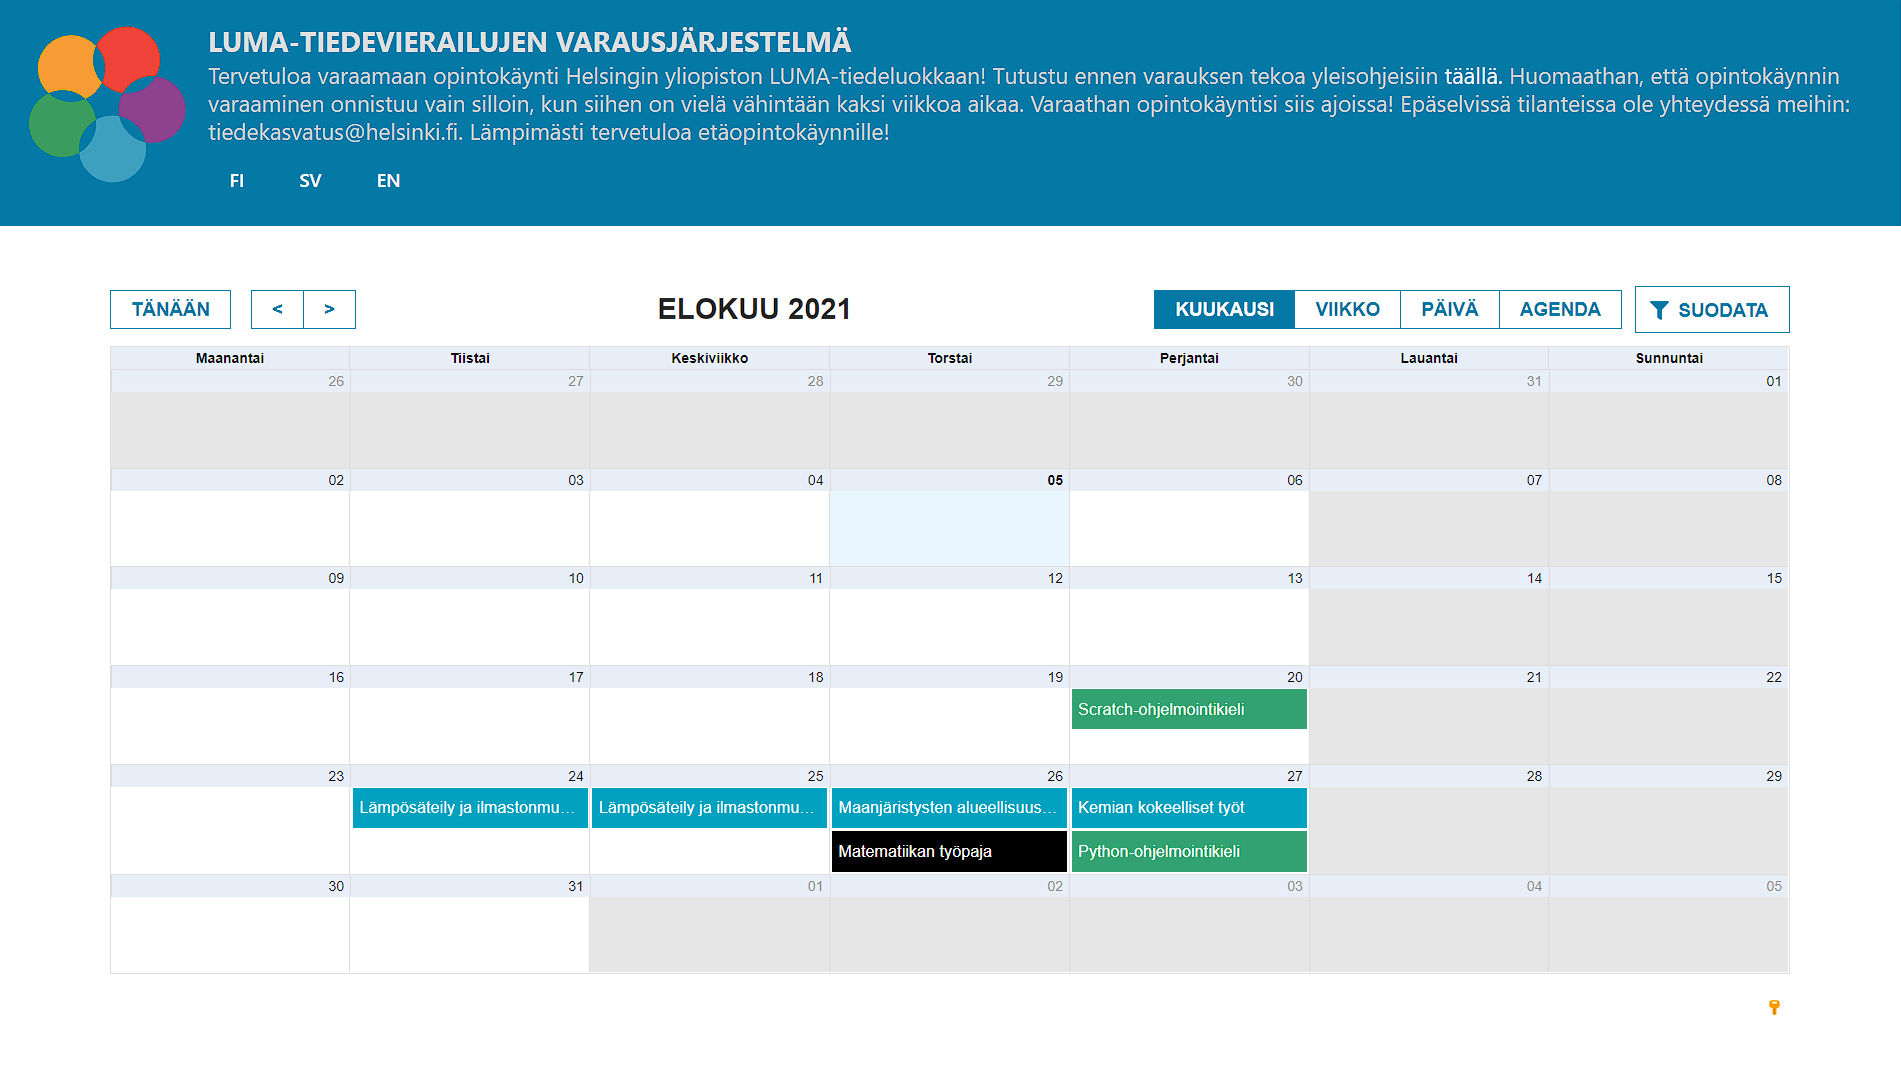 LUMA-TIEDEVIERAILUJEN VARAUSJÄRJESTELMÄ
Tervetuloa varaamaan opintokäynti Helsingin yliopiston LUMA-tiedeluokkaan! Tutustu ennen varauksen tekoa yleisohjeisiin täällä. Huomaathan, että opintokäynnin
varaaminen onnistuu vain silloin, kun siihen on vielä vähintään kaksi viikkoa aikaa. Varaathan opintokäyntisi siis ajoissa! Epäselvissä tilanteissa ole yhteydessä meihin:
tiedekasvatus@helsinki.fi. Lämpimästi tervetuloa etäopintokäynnille!
FI SV EN
TÄNÄÄN < > ELOKUU 2021 KUUKAUSI VIIKKO PÄIVÄ AGENDA SUODATA
Maanantai Tiistai Keskiviikko Torstai Perjantai Lauantai Sunnuntai
26 27 28 29 30 31 01
02 03 04 05 06 07 08
09 10 11 12 13 14 15
16 17 18 19 20 21 22
Scratch-ohjelmointikieli
23 24 25 26 27 28 29
Lämpösäteily ja ilmastonmu... Lämpösäteily ja ilmastonmu... Maanjäristysten alueellisuus... Kemian kokeelliset työt
Matematiikan työpaja Python-ohjelmointikieli
30 31 01 02 03 04 05